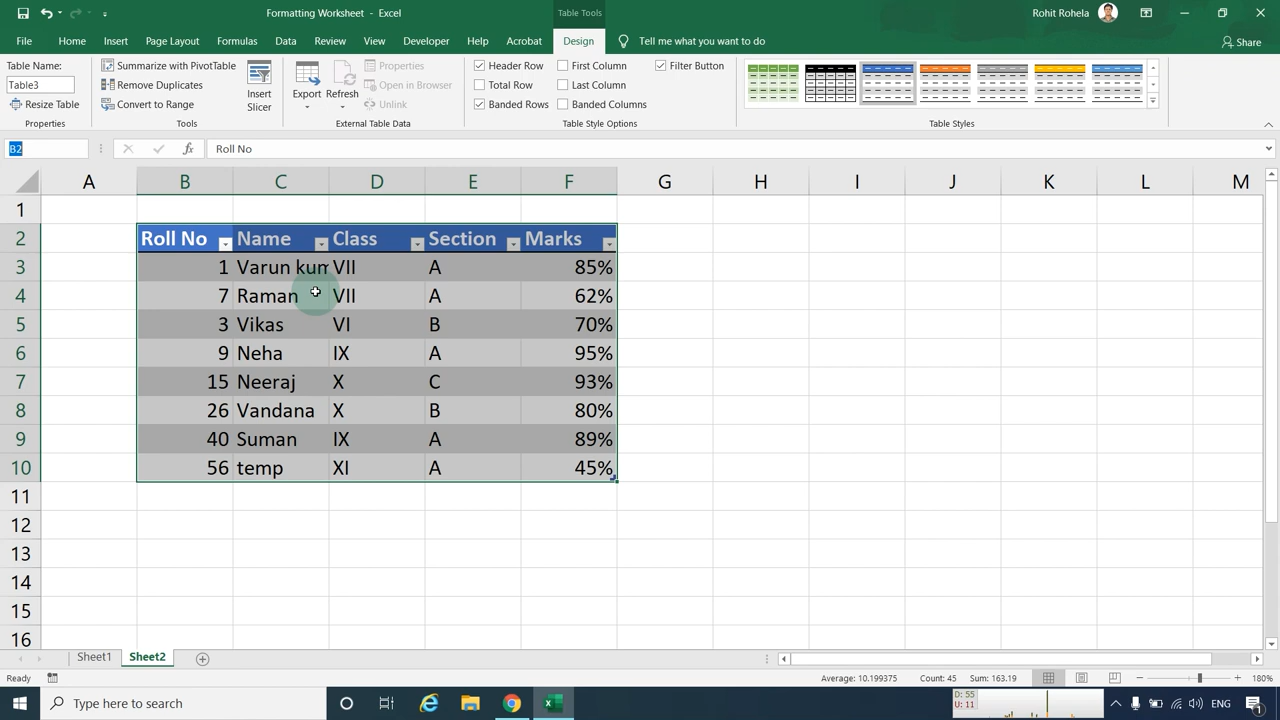 Formatting Worksheet - Excel
Table Tools
Rohit Rohela
File Home Insert Page Layout Formulas Data Review View Developer Help Acrobat Design Tell me what you want to do Share
Table Name:
Table3
Resize Table
Properties
Summarize with PivotTable
Remove Duplicates
Convert to Range
Insert
Slicer
Tools
Export
Refresh
Properties
Open in Browser
Unlink
External Table Data
Header Row
Total Row
Banded Rows
First Column
Last Column
Banded Columns
Filter Button
Table Style Options
Table Styles
B2 fx Roll No
A B C D E F G H I J K L M
1
2 Roll No Name Class Section Marks
3 1 Varun kum VII A 85%
4 7 Raman VII A 62%
5 3 Vikas VI B 70%
6 9 Neha IX A 95%
7 15 Neeraj X C 93%
8 26 Vandana X B 80%
9 40 Suman IX A 89%
10 56 temp XI A 45%
11
12
13
14
15
16
Sheet1 Sheet2
Ready Average: 10.199375 Count: 45 Sum: 163.19 180%
Type here to search
D: 55
U: 11
ENG
1